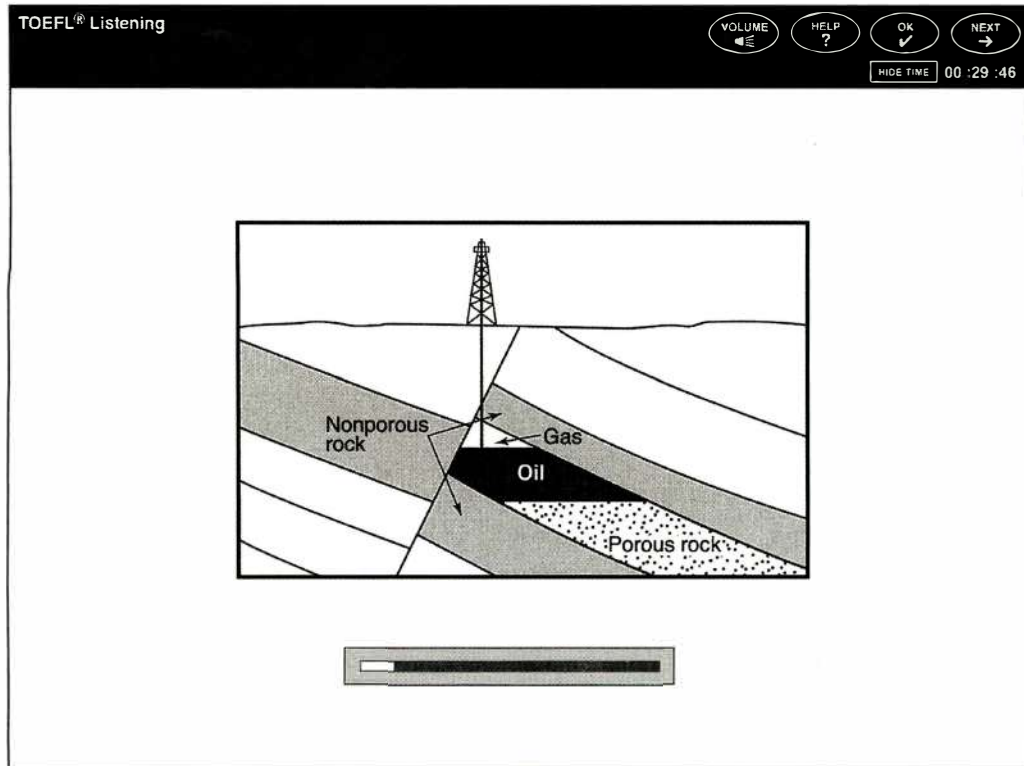 TOEFL® Listening
VOLUME
HELP
?
OK
NEXT
HIDE TIME 00 :29 :46
Nonporous
rock
Gas
Oil
Porous rock